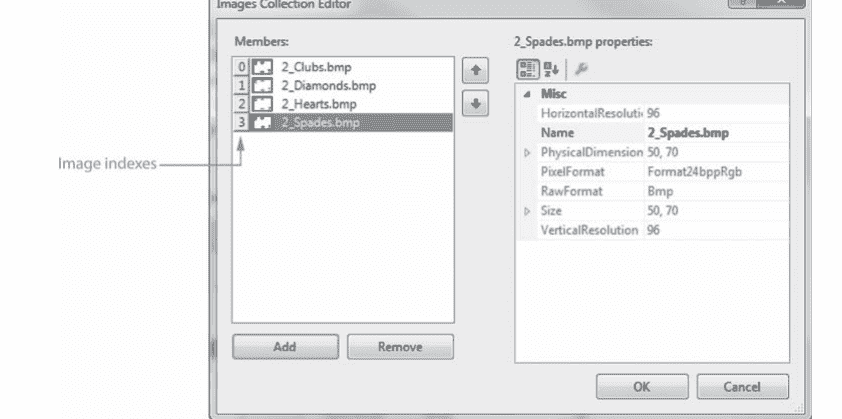 Images Collection Editor
Members:
0 2_Clubs.bmp
1 2_Diamonds.bmp
2 2_Hearts.bmp
3 2_Spades.bmp
Image indexes
Add
Remove
2_Spades.bmp properties:
Misc
HorizontalResoluti 96
Name 2_Spades.bmp
PhysicalDimension 50, 70
PixelFormat Format24bppRgb
RawFormat Bmp
Size 50, 70
VerticalResolution 96
OK
Cancel